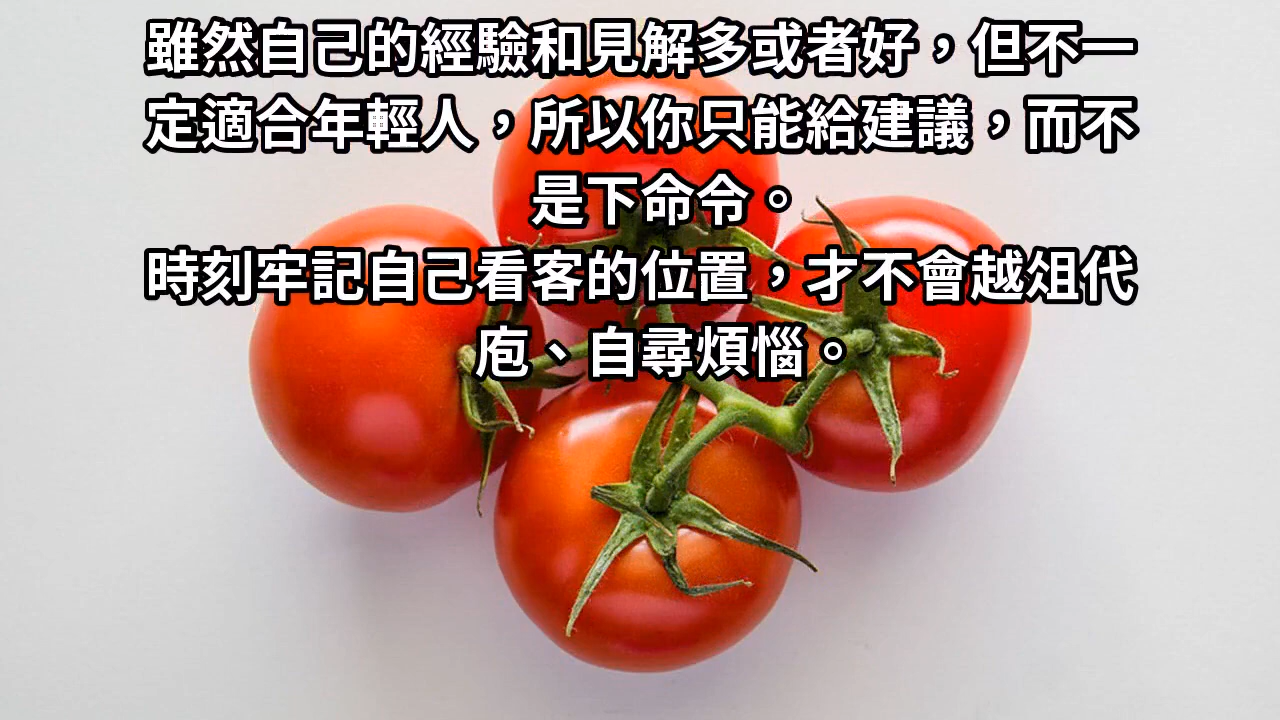 雖然自己的經驗和見解多或者好，但不一
定適合年輕人，所以你只能給建議，而不
是下命令。
時刻牢記自己看客的位置，才不會越俎代
庖、自尋煩惱。